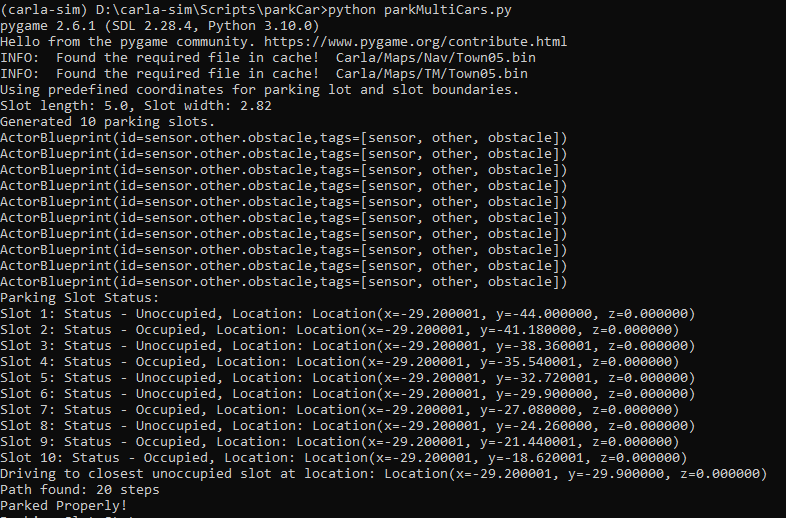 (carla-sim) D:\carla-sim\Scripts\parkCar>python parkMultiCars.py
pygame 2.6.1 (SDL 2.28.4, Python 3.10.0)
Hello from the pygame community. https://www.pygame.org/contribute.html
INFO:  Found the required file in cache!  Carla/Maps/Nav/Town05.bin
INFO:  Found the required file in cache!  Carla/Maps/TM/Town05.bin
Using predefined coordinates for parking lot and slot boundaries.
Slot length: 5.0, Slot width: 2.82
Generated 10 parking slots.
ActorBlueprint(id=sensor.other.obstacle,tags=[sensor, other, obstacle])
ActorBlueprint(id=sensor.other.obstacle,tags=[sensor, other, obstacle])
ActorBlueprint(id=sensor.other.obstacle,tags=[sensor, other, obstacle])
ActorBlueprint(id=sensor.other.obstacle,tags=[sensor, other, obstacle])
ActorBlueprint(id=sensor.other.obstacle,tags=[sensor, other, obstacle])
ActorBlueprint(id=sensor.other.obstacle,tags=[sensor, other, obstacle])
ActorBlueprint(id=sensor.other.obstacle,tags=[sensor, other, obstacle])
ActorBlueprint(id=sensor.other.obstacle,tags=[sensor, other, obstacle])
ActorBlueprint(id=sensor.other.obstacle,tags=[sensor, other, obstacle])
ActorBlueprint(id=sensor.other.obstacle,tags=[sensor, other, obstacle])
Parking Slot Status:
Slot 1: Status - Unoccupied, Location: Location(x=-29.200001, y=-44.000000, z=0.000000)
Slot 2: Status - Occupied, Location: Location(x=-29.200001, y=-41.180000, z=0.000000)
Slot 3: Status - Unoccupied, Location: Location(x=-29.200001, y=-38.360001, z=0.000000)
Slot 4: Status - Occupied, Location: Location(x=-29.200001, y=-35.540001, z=0.000000)
Slot 5: Status - Unoccupied, Location: Location(x=-29.200001, y=-32.720001, z=0.000000)
Slot 6: Status - Unoccupied, Location: Location(x=-29.200001, y=-29.900000, z=0.000000)
Slot 7: Status - Occupied, Location: Location(x=-29.200001, y=-27.080000, z=0.000000)
Slot 8: Status - Unoccupied, Location: Location(x=-29.200001, y=-24.260000, z=0.000000)
Slot 9: Status - Occupied, Location: Location(x=-29.200001, y=-21.440001, z=0.000000)
Slot 10: Status - Occupied, Location: Location(x=-29.200001, y=-18.620001, z=0.000000)
Driving to closest unoccupied slot at location: Location(x=-29.200001, y=-29.900000, z=0.000000)
Path found: 20 steps
Parked Properly!